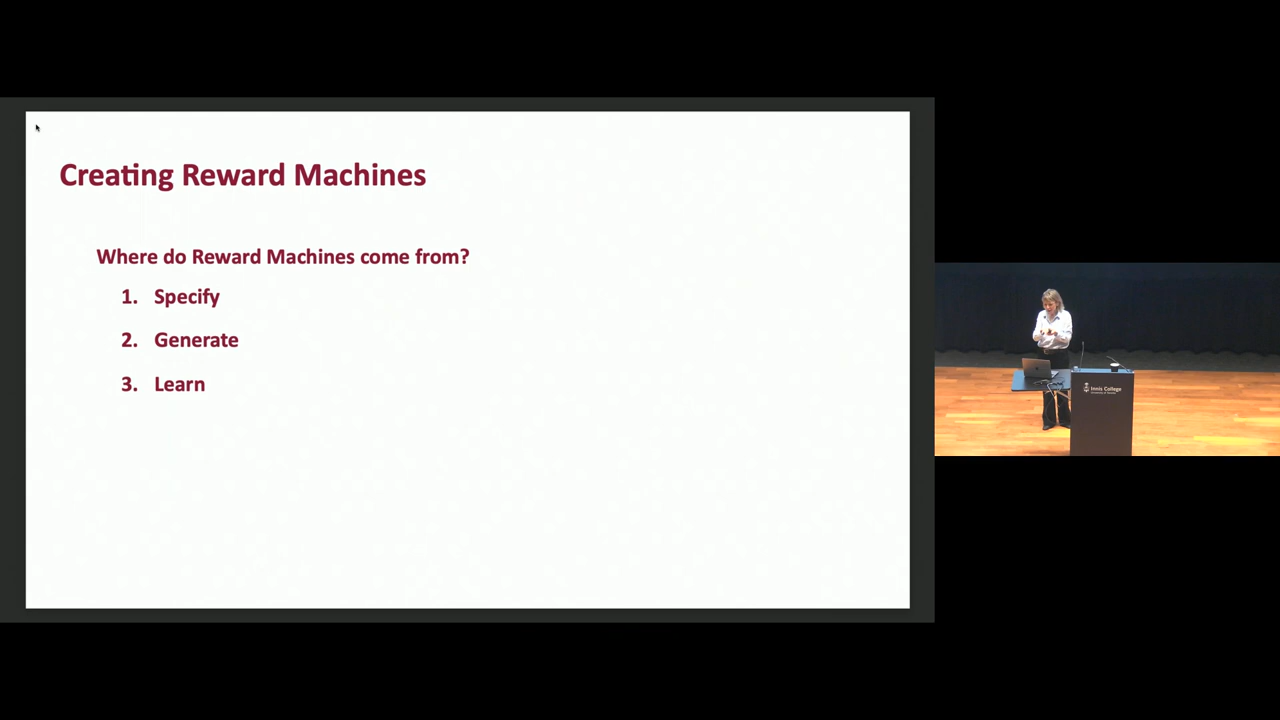 Creating Reward Machines
Where do Reward Machines come from?
1. Specify
2. Generate
3. Learn
Innis College